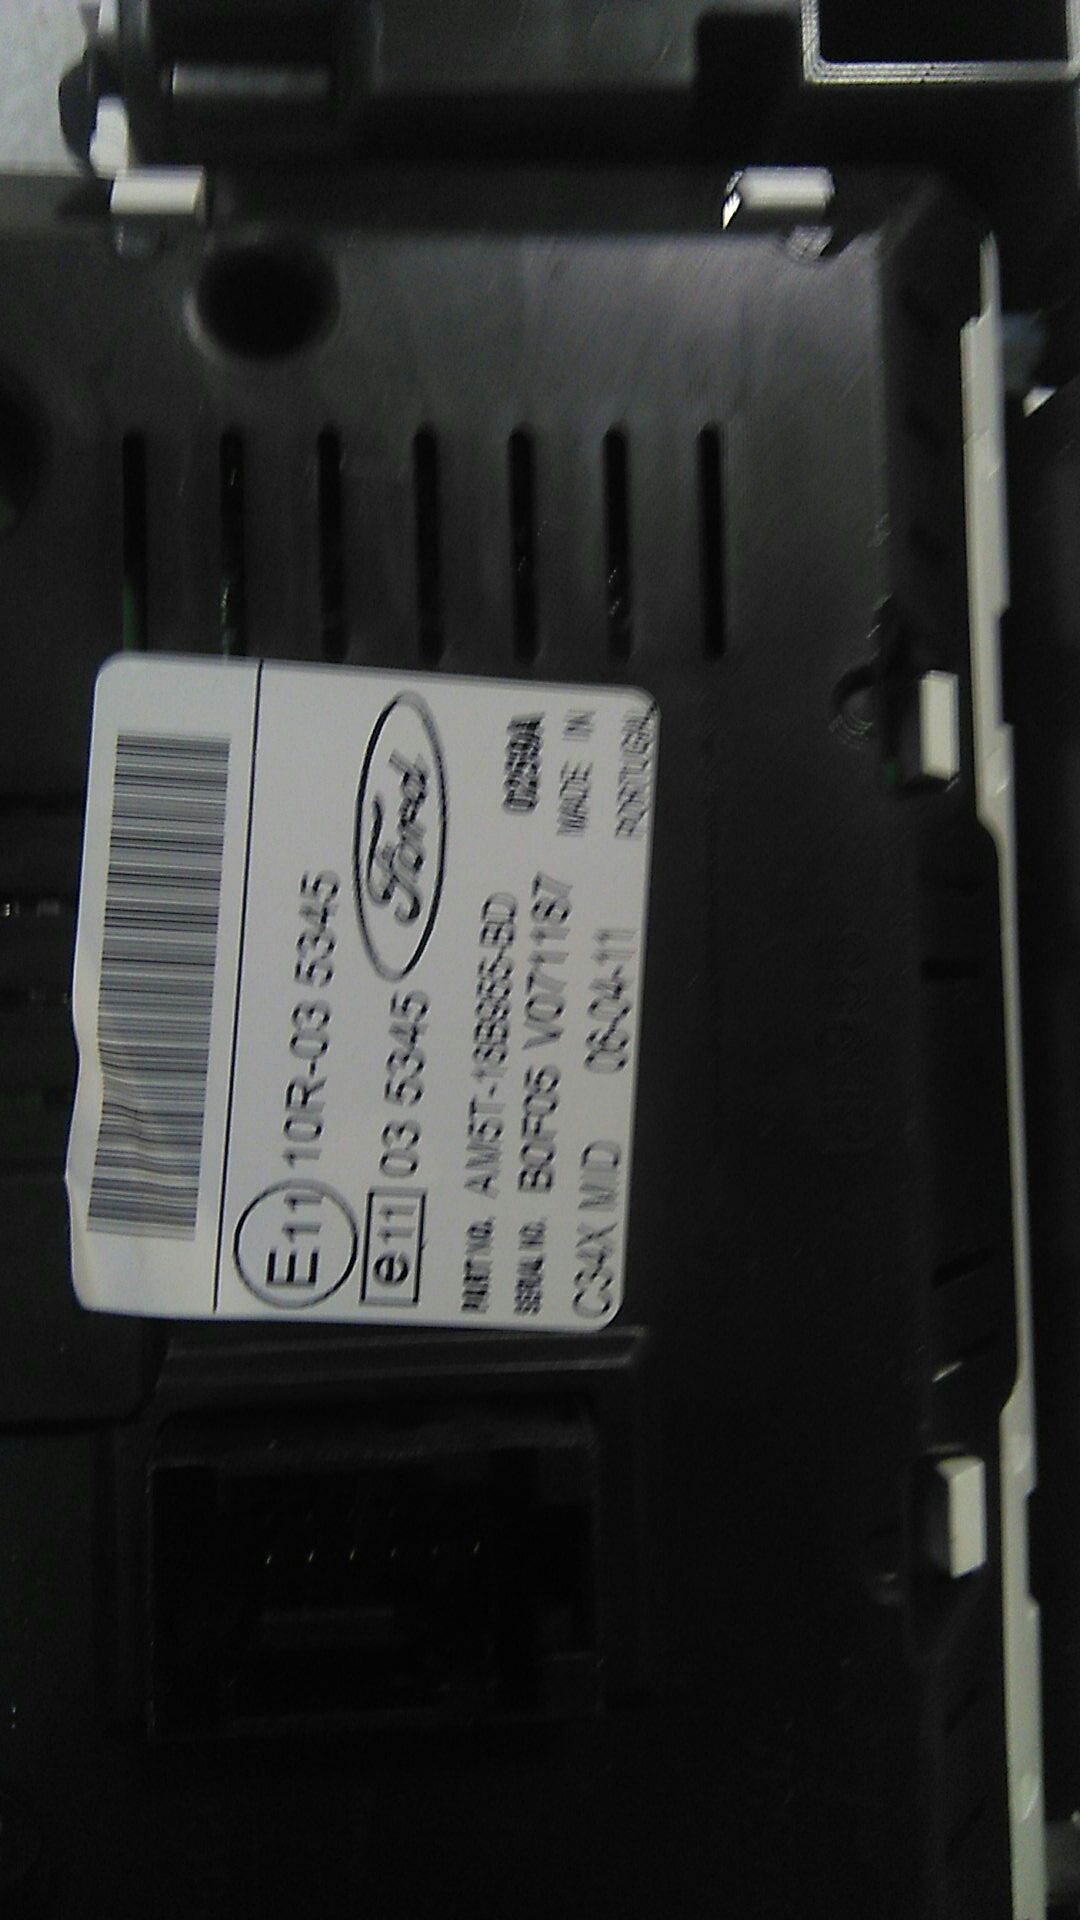 E11 10R-03 5345
e11 03 5345 Ford
PART NO. AM5T-18B955-BD
SERIAL NO. B0F05 V0711167
C34X MID 06-04-11
MADE IN
PORTUGAL